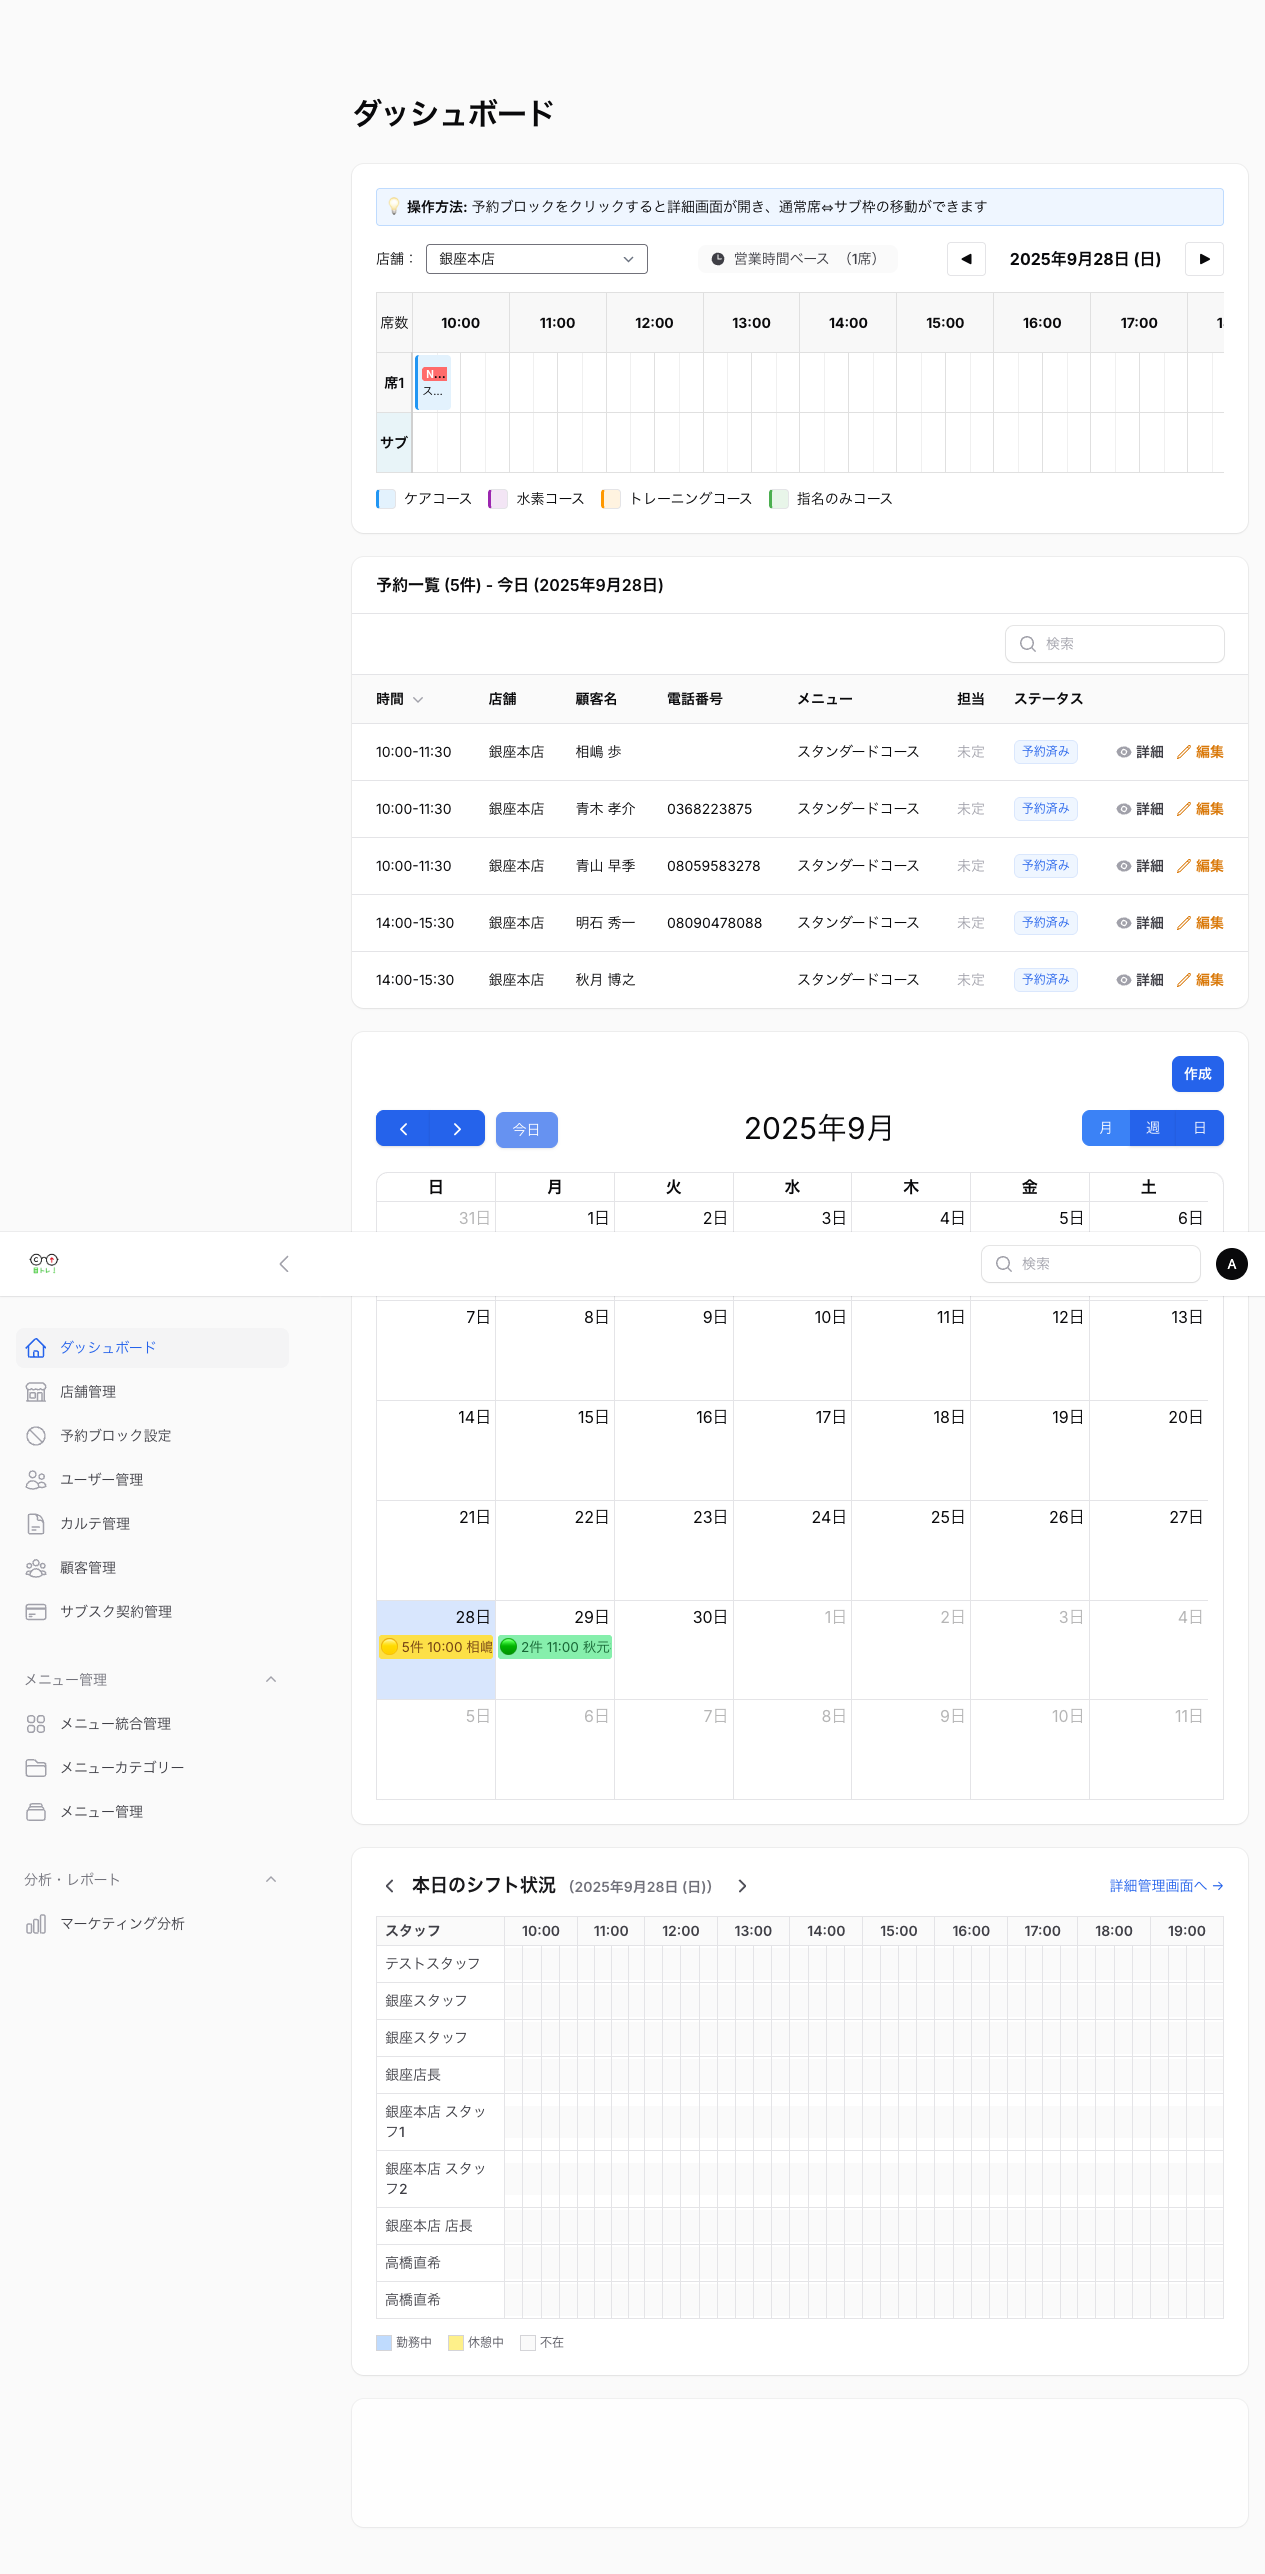 ダッシュボード
操作方法: 予約ブロックをクリックすると詳細画面が開き、通常席⇔サブ枠の移動ができます
店舗： 銀座本店 営業時間ベース （1席） ◀ 2025年9月28日 (日) ▶
席数 10:00 11:00 12:00 13:00 14:00 15:00 16:00 17:00
席1 N... ス...
サブ
ケアコース 水素コース トレーニングコース 指名のみコース
予約一覧 (5件) - 今日 (2025年9月28日)
検索
時間 店舗 顧客名 電話番号 メニュー 担当 ステータス
10:00-11:30 銀座本店 相嶋 歩 スタンダードコース 未定 予約済み 詳細 編集
10:00-11:30 銀座本店 青木 孝介 0368223875 スタンダードコース 未定 予約済み 詳細 編集
10:00-11:30 銀座本店 青山 早季 08059583278 スタンダードコース 未定 予約済み 詳細 編集
14:00-15:30 銀座本店 明石 秀一 08090478088 スタンダードコース 未定 予約済み 詳細 編集
14:00-15:30 銀座本店 秋月 博之 スタンダードコース 未定 予約済み 詳細 編集
作成
今日 2025年9月 月 週 日
日 月 火 水 木 金 土
31日 1日 2日 3日 4日 5日 6日
検索 A
7日 8日 9日 10日 11日 12日 13日
14日 15日 16日 17日 18日 19日 20日
21日 22日 23日 24日 25日 26日 27日
28日 29日 30日 1日 2日 3日 4日
5件 10:00 相嶋 2件 11:00 秋元
5日 6日 7日 8日 9日 10日 11日
ダッシュボード
店舗管理
予約ブロック設定
ユーザー管理
カルテ管理
顧客管理
サブスク契約管理
メニュー管理
メニュー統合管理
メニューカテゴリー
メニュー管理
分析・レポート
マーケティング分析
本日のシフト状況 （2025年9月28日 (日)） 詳細管理画面へ →
スタッフ 10:00 11:00 12:00 13:00 14:00 15:00 16:00 17:00 18:00 19:00
テストスタッフ
銀座スタッフ
銀座スタッフ
銀座店長
銀座本店 スタッ
フ1
銀座本店 スタッ
フ2
銀座本店 店長
高橋直希
高橋直希
勤務中 休憩中 不在